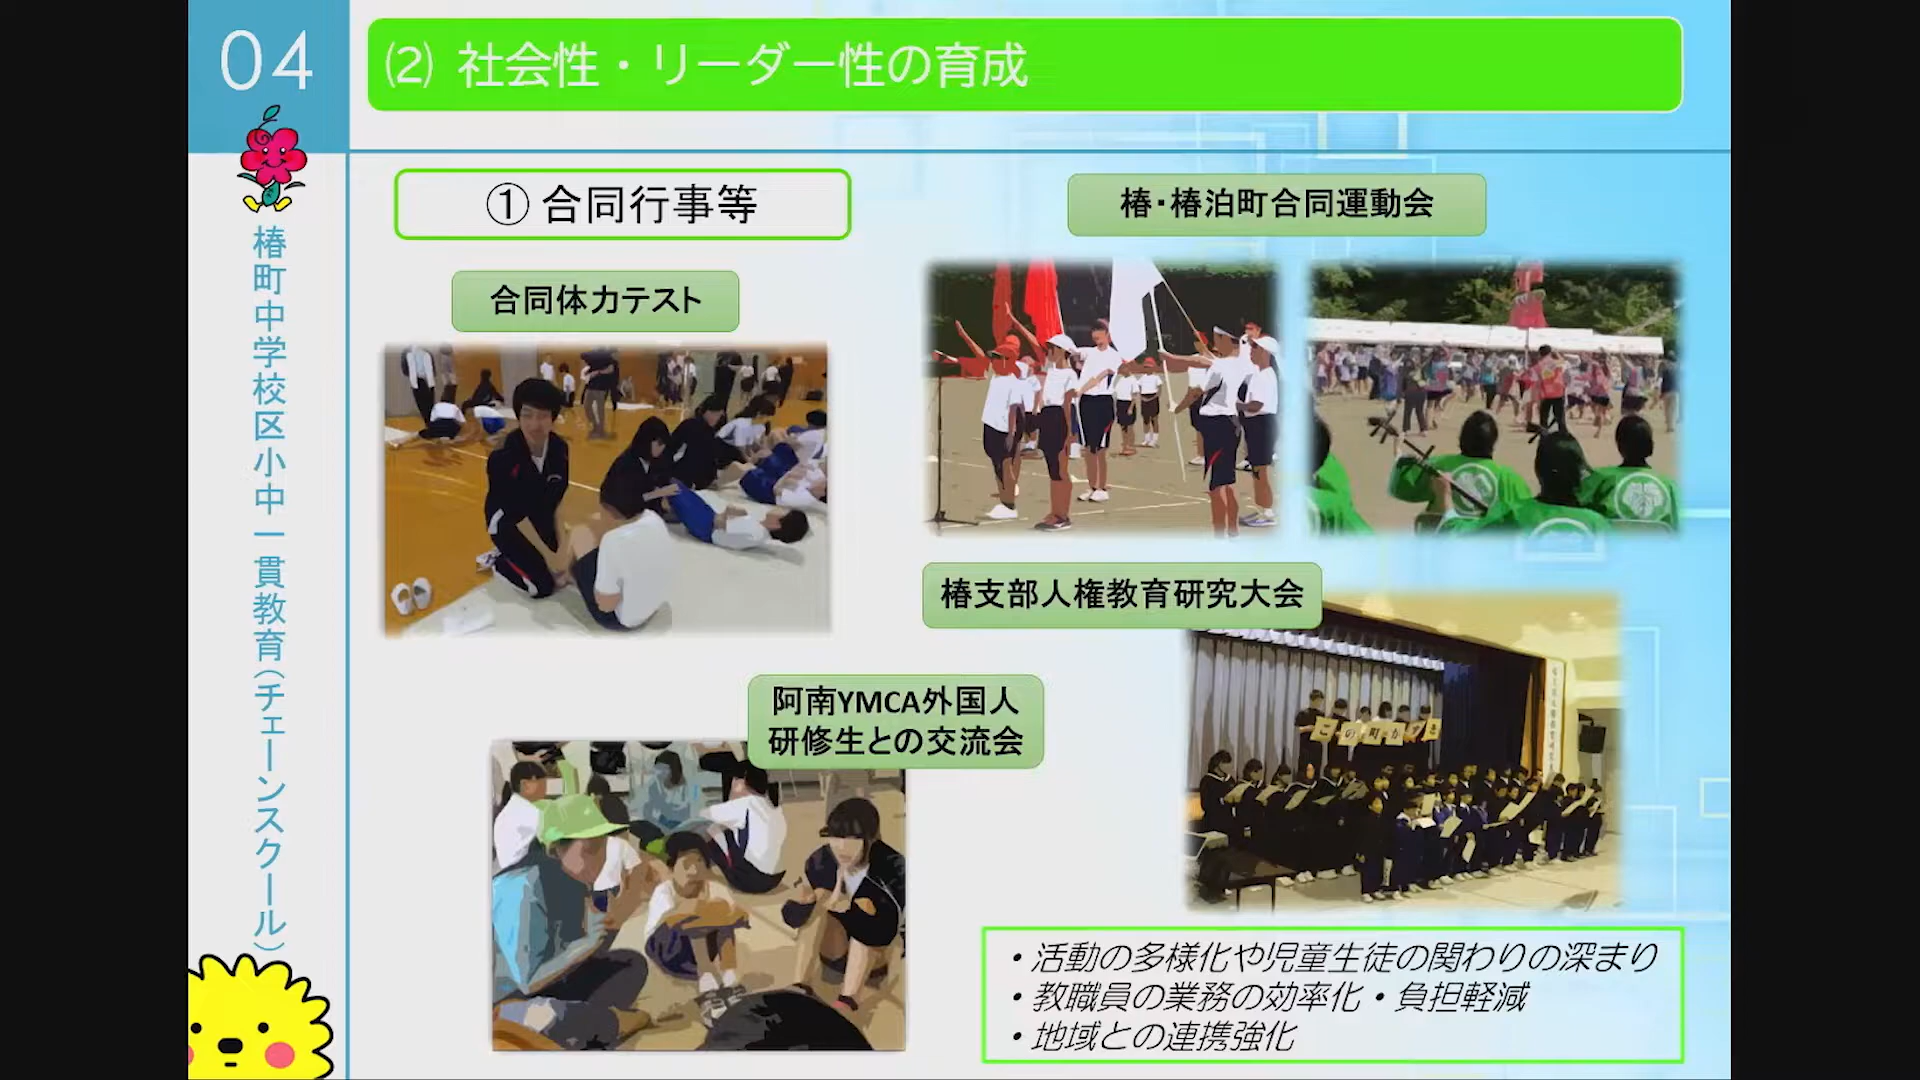 04
⑵ 社会性・リーダー性の育成
椿町中学校区小中一貫教育(チェーンスクール)
① 合同行事等
椿・椿泊町合同運動会
合同体力テスト
椿支部人権教育研究大会
阿南YMCA外国人
研修生との交流会
この町がすき
・活動の多様化や児童生徒の関わりの深まり
・教職員の業務の効率化・負担軽減
・地域との連携強化